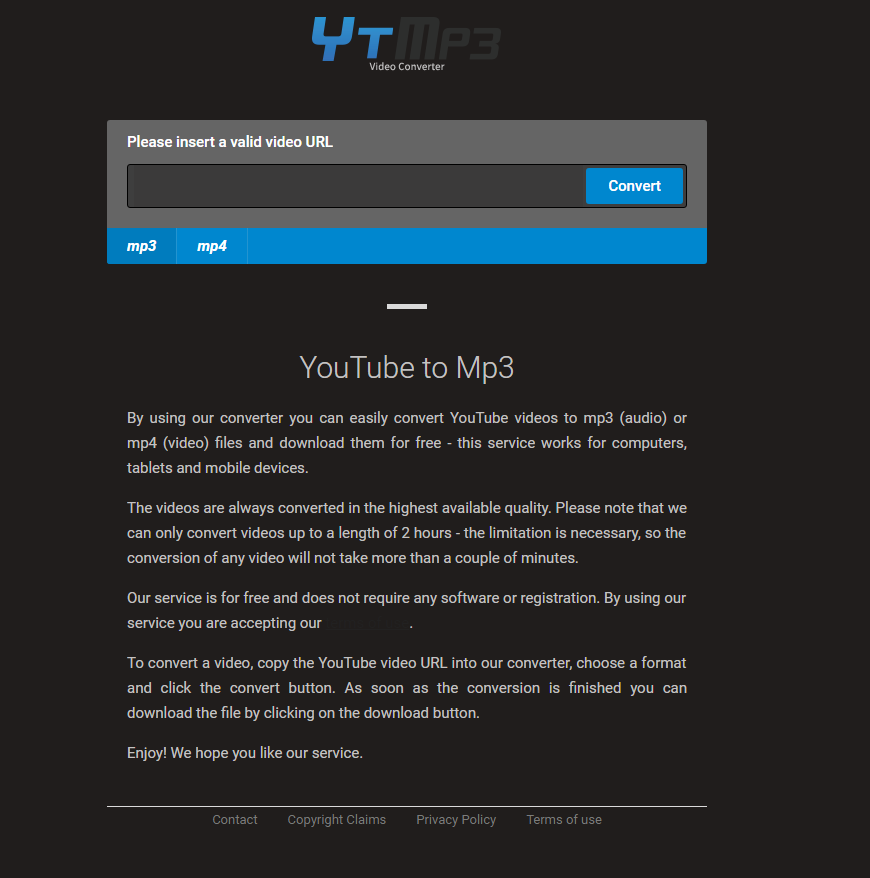 YTMP3
Video Converter
Please insert a valid video URL
Convert
mp3 mp4
YouTube to Mp3
By using our converter you can easily convert YouTube videos to mp3 (audio) or
mp4 (video) files and download them for free - this service works for computers,
tablets and mobile devices.
The videos are always converted in the highest available quality. Please note that we
can only convert videos up to a length of 2 hours - the limitation is necessary, so the
conversion of any video will not take more than a couple of minutes.
Our service is for free and does not require any software or registration. By using our
service you are accepting our .
To convert a video, copy the YouTube video URL into our converter, choose a format
and click the convert button. As soon as the conversion is finished you can
download the file by clicking on the download button.
Enjoy! We hope you like our service.
Contact Copyright Claims Privacy Policy Terms of use